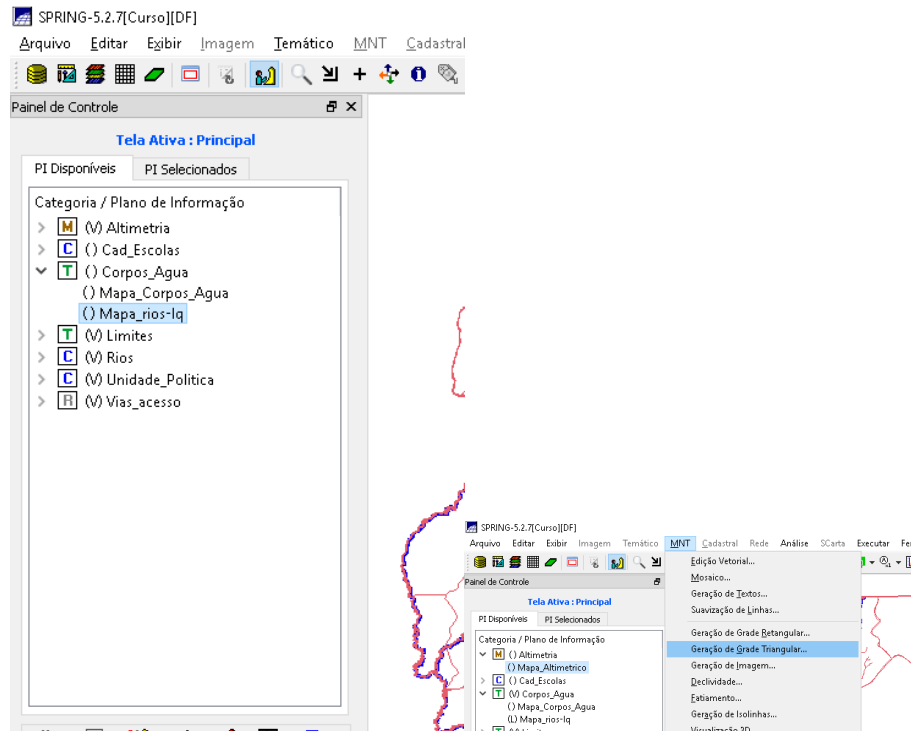 SPRING-5.2.7[Curso][DF]
Arquivo Editar Exibir Imagem Temático MNT Cadastral
Painel de Controle
Tela Ativa : Principal
PI Disponíveis PI Selecionados
Categoria / Plano de Informação
M (V) Altimetria
C () Cad_Escolas
T () Corpos_Agua
() Mapa_Corpos_Agua
() Mapa_rios-lq
T (V) Limites
C (V) Rios
C (V) Unidade_Politica
R (V) Vias_acesso
SPRING-5.2.7[Curso][DF]
Arquivo Editar Exibir Imagem Temático MNT Cadastral Rede Análise SCarta Executar
Painel de Controle
Tela Ativa : Principal
PI Disponíveis PI Selecionados
Categoria / Plano de Informação
M () Altimetria
() Mapa_Altimetrico
C () Cad_Escolas
T (V) Corpos_Agua
() Mapa_Corpos_Agua
(L) Mapa_rios-lq
Edição Vetorial...
Mosaico...
Geração de Textos...
Suavização de Linhas...
Geração de Grade Retangular...
Geração de Grade Triangular...
Geração de Imagem...
Declividade...
Fatiamento...
Geração de Isolinhas...